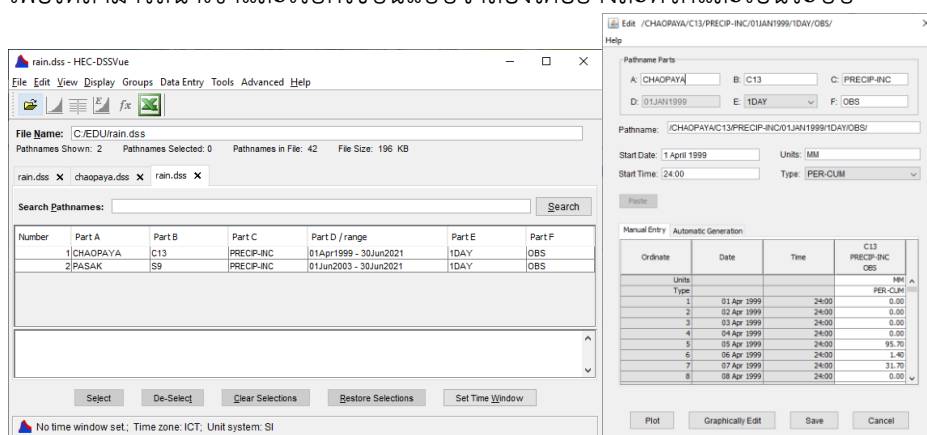 Edit /CHAOPAYA/C13/PRECIP-INC/01JAN1999/1DAY/OBS/
Help
rain.dss - HEC-DSSVue
File Edit View Display Groups Data Entry Tools Advanced Help
fx
File Name: C:/EDU/rain.dss
Pathnames Shown: 2 Pathnames Selected: 0 Pathnames in File: 42 File Size: 196 KB
rain.dss chaopaya.dss rain.dss
Search Pathnames: Search
Number Part A Part B Part C Part D / range Part E Part F
1 CHAOPAYA C13 PRECIP-INC 01Apr1999 - 30Jun2021 1DAY OBS
2 PASAK S9 PRECIP-INC 01Jun2003 - 30Jun2021 1DAY OBS
Select De-Select Clear Selections Restore Selections Set Time Window
No time window set.; Time zone: ICT; Unit system: SI
Pathname Parts
A: CHAOPAYA B: C13 C: PRECIP-INC
D: 01JAN1999 E: 1DAY F: OBS
Pathname: /CHAOPAYA/C13/PRECIP-INC/01JAN1999/1DAY/OBS/
Start Date: 1 April 1999 Units: MM
Start Time: 24:00 Type: PER-CUM
Paste
Manual Entry Automatic Generation
Ordinate Date Time C13 PRECIP-INC OBS
Units MM
Type PER-CUM
1 01 Apr 1999 24:00 0.00
2 02 Apr 1999 24:00 0.00
3 03 Apr 1999 24:00 0.00
4 04 Apr 1999 24:00 0.00
5 05 Apr 1999 24:00 95.70
6 06 Apr 1999 24:00 1.40
7 07 Apr 1999 24:00 31.70
8 08 Apr 1999 24:00 0.00
Plot Graphically Edit Save Cancel